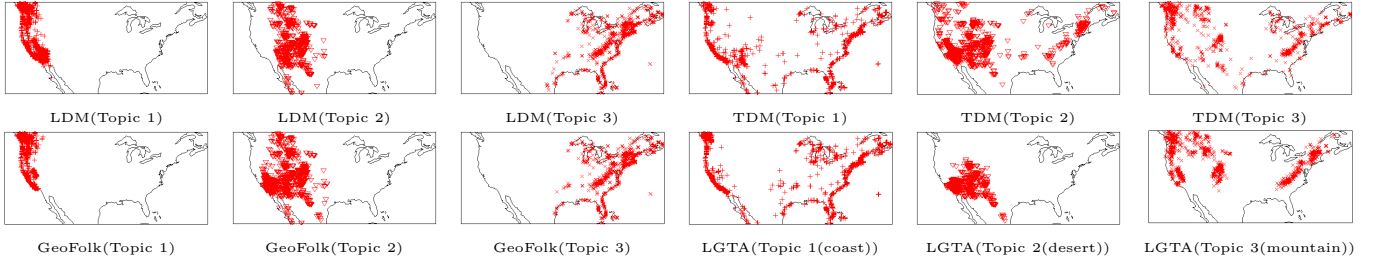 LDM(Topic 1) LDM(Topic 2) LDM(Topic 3) TDM(Topic 1) TDM(Topic 2) TDM(Topic 3)
GeoFolk(Topic 1) GeoFolk(Topic 2) GeoFolk(Topic 3) LGTA(Topic 1(coast)) LGTA(Topic 2(desert)) LGTA(Topic 3(mountain))